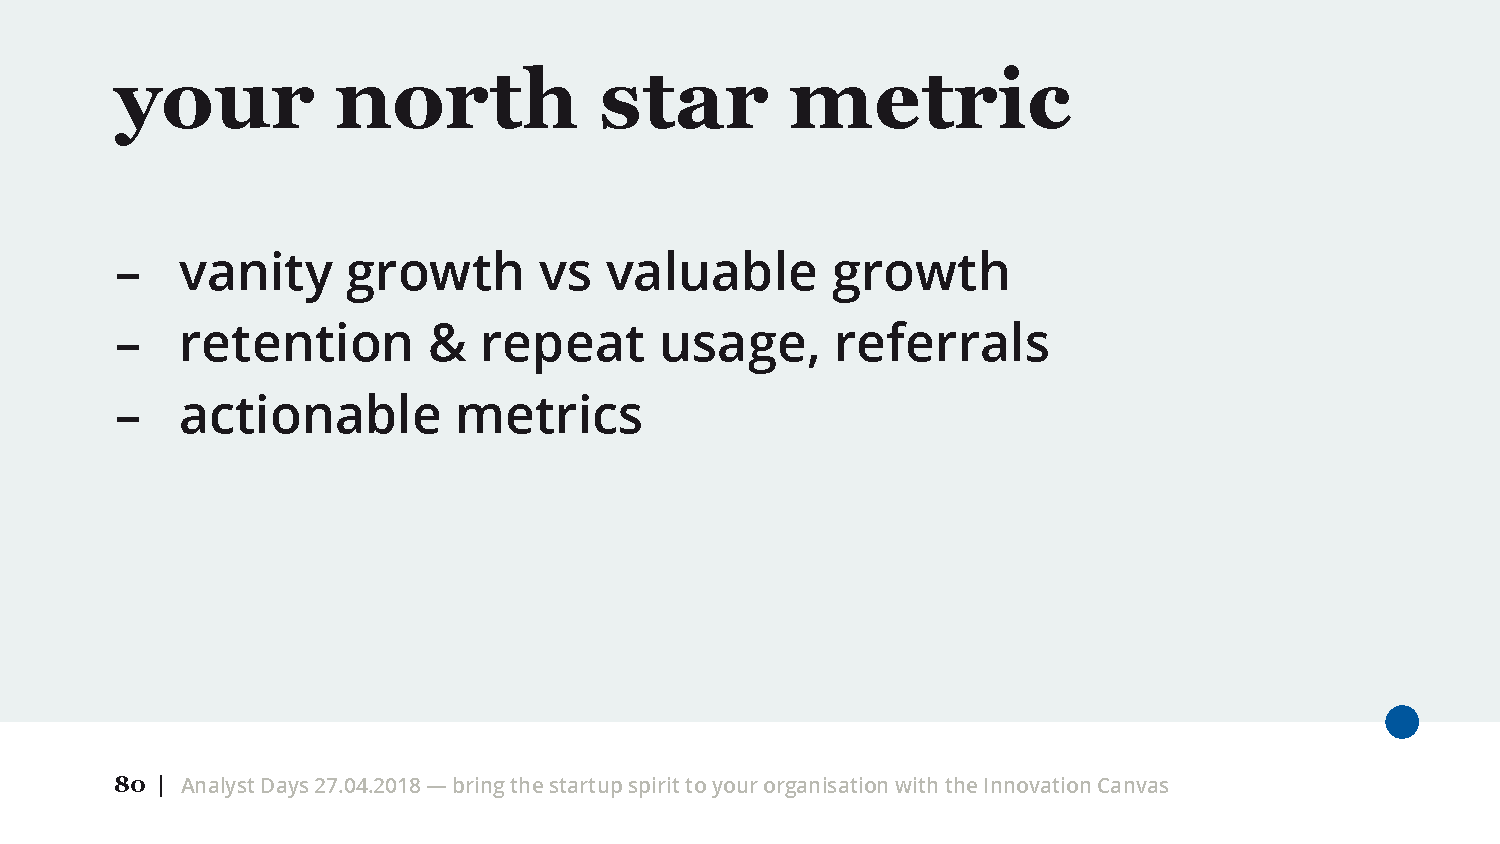 your north star metric
– vanity growth vs valuable growth
– retention & repeat usage, referrals
– actionable metrics
80 | Analyst Days 27.04.2018 — bring the startup spirit to your organisation with the Innovation Canvas